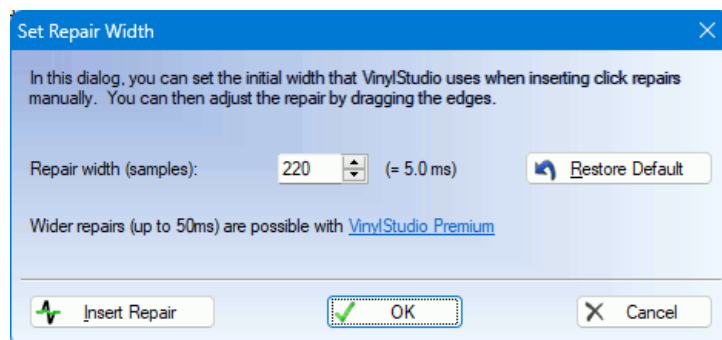 Set Repair Width
In this dialog, you can set the initial width that VinylStudio uses when inserting click repairs
manually.  You can then adjust the repair by dragging the edges.
Repair width (samples): 220 (= 5.0 ms) Restore Default
Wider repairs (up to 50ms) are possible with VinylStudio Premium
Insert Repair OK Cancel